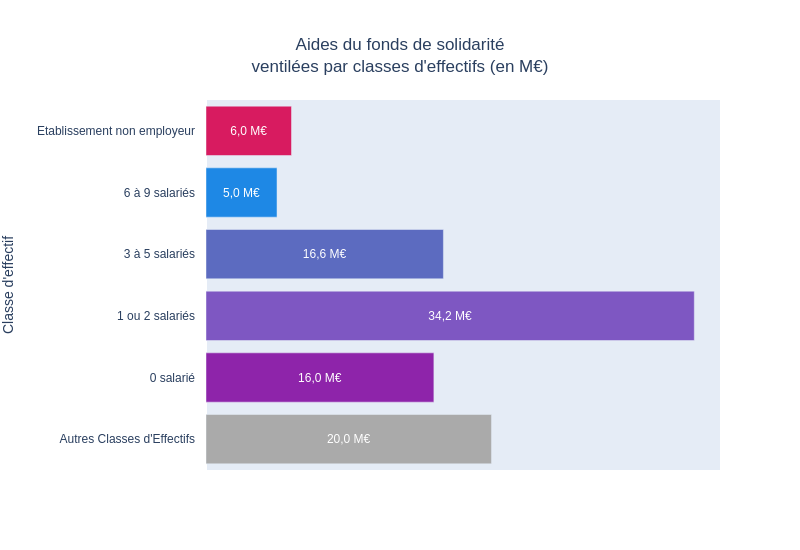 Aides du fonds de solidarité
ventilées par classes d'effectifs (en M€)
Classe d'effectif
Etablissement non employeur
6,0 M€
6 à 9 salariés
5,0 M€
3 à 5 salariés
16,6 M€
1 ou 2 salariés
34,2 M€
0 salarié
16,0 M€
Autres Classes d'Effectifs
20,0 M€